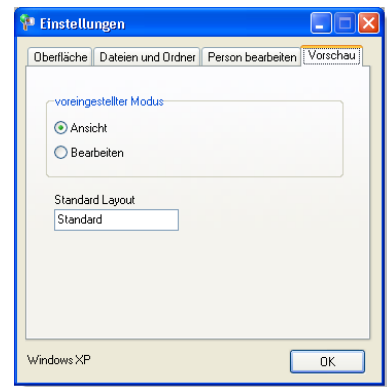 Einstellungen
Oberfläche Dateien und Ordner Person bearbeiten Vorschau
voreingestellter Modus
Ansicht
Bearbeiten
Standard Layout
Standard
Windows XP OK